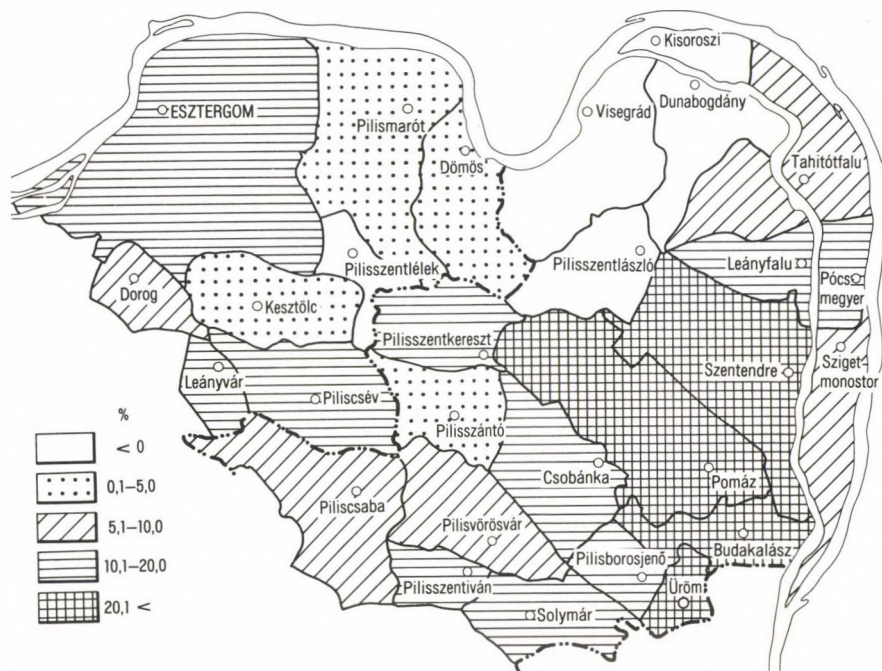 Kisoroszi
ESZTERGOM
Pilismarót
Visegrád
Dunabogdány
Dömös
Tahitótfalu
Pilisszentlélek
Pilisszentlászló
Leányfalu
Pócs
megyer
Dorog
Kesztölc
Pilisszentkereszt
Sziget-
monostor
Leányvár
Piliscsév
Szentendre
Pilisszántó
%
< 0
0,1–5,0
5,1–10,0
10,1–20,0
20,1 <
Csobánka
Pomáz
Piliscsaba
Pilisvörösvár
Budakalász
Pilisborosjenő
Pilisszentiván
Üröm
Solymár